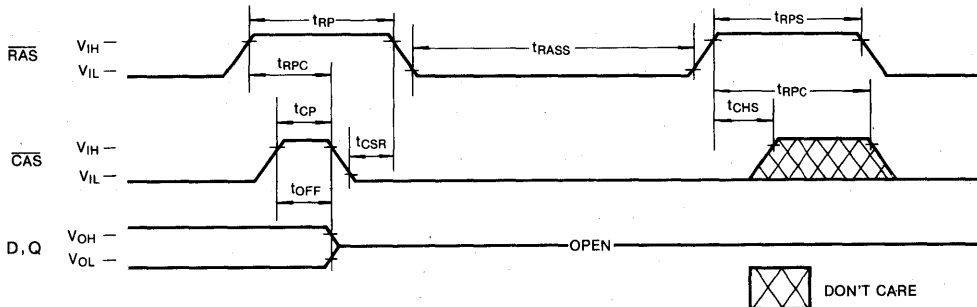 tRP
tRPS
RAS
VIH
VIL
tRASS
tRPC
tRPC
tCP
tCHS
tCSR
CAS
VIH
VIL
tOFF
D, Q
VOH
VOL
OPEN
DON'T CARE